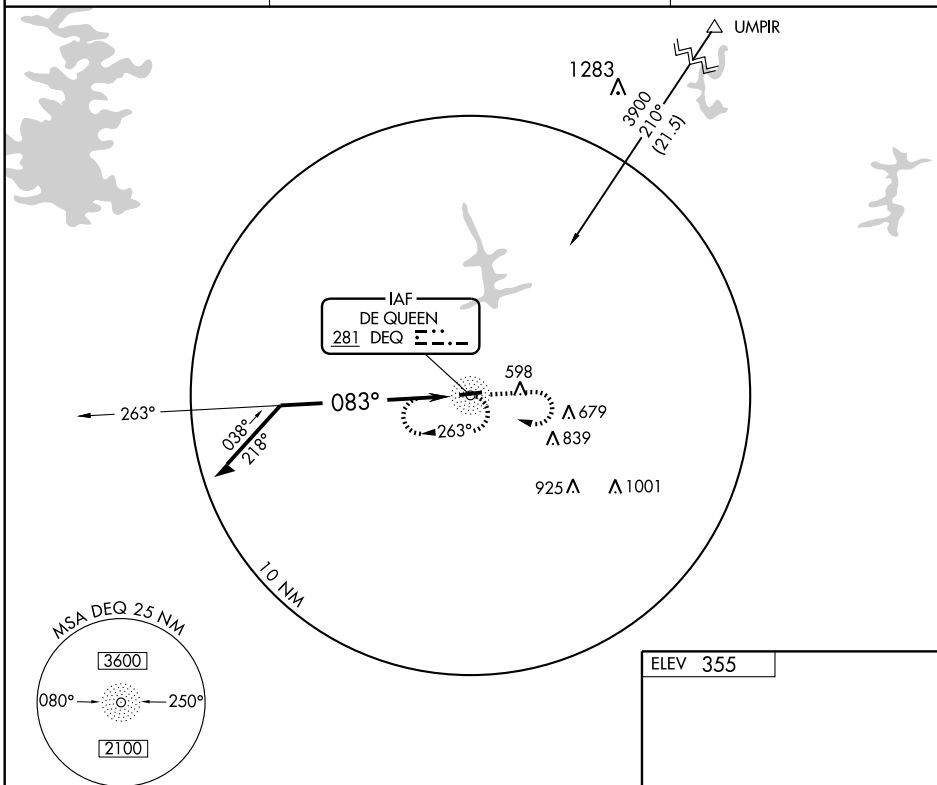 UMPIR
1283
3900
210°
(21.5)
IAF
DE QUEEN
281 DEQ
598
083°
263°
679
263°
839
038°
218°
925
1001
10 NM
MSA DEQ 25 NM
3600
080°
250°
2100
ELEV 355